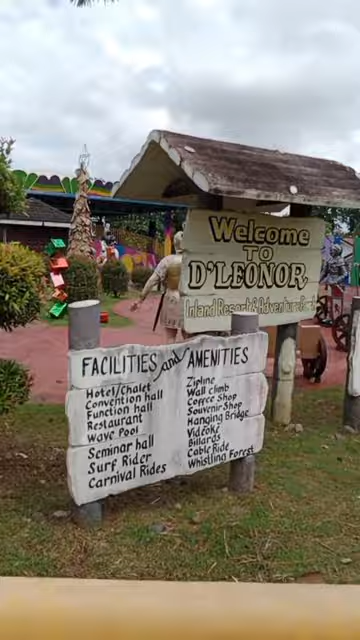 Welcome
TO
D'LEONOR
Inland Resort & Adventure Park
FACILITIES and AMENITIES
Hotel/Chalet
Convention hall
Function hall
Restaurant
Wave Pool
Seminar hall
Surf Rider
Carnival Rides
Zipline
Wall climb
Coffee Shop
Souvenir Shop
Hanging Bridge
Videoké
Billards
Cable Ride
Whistling Forest